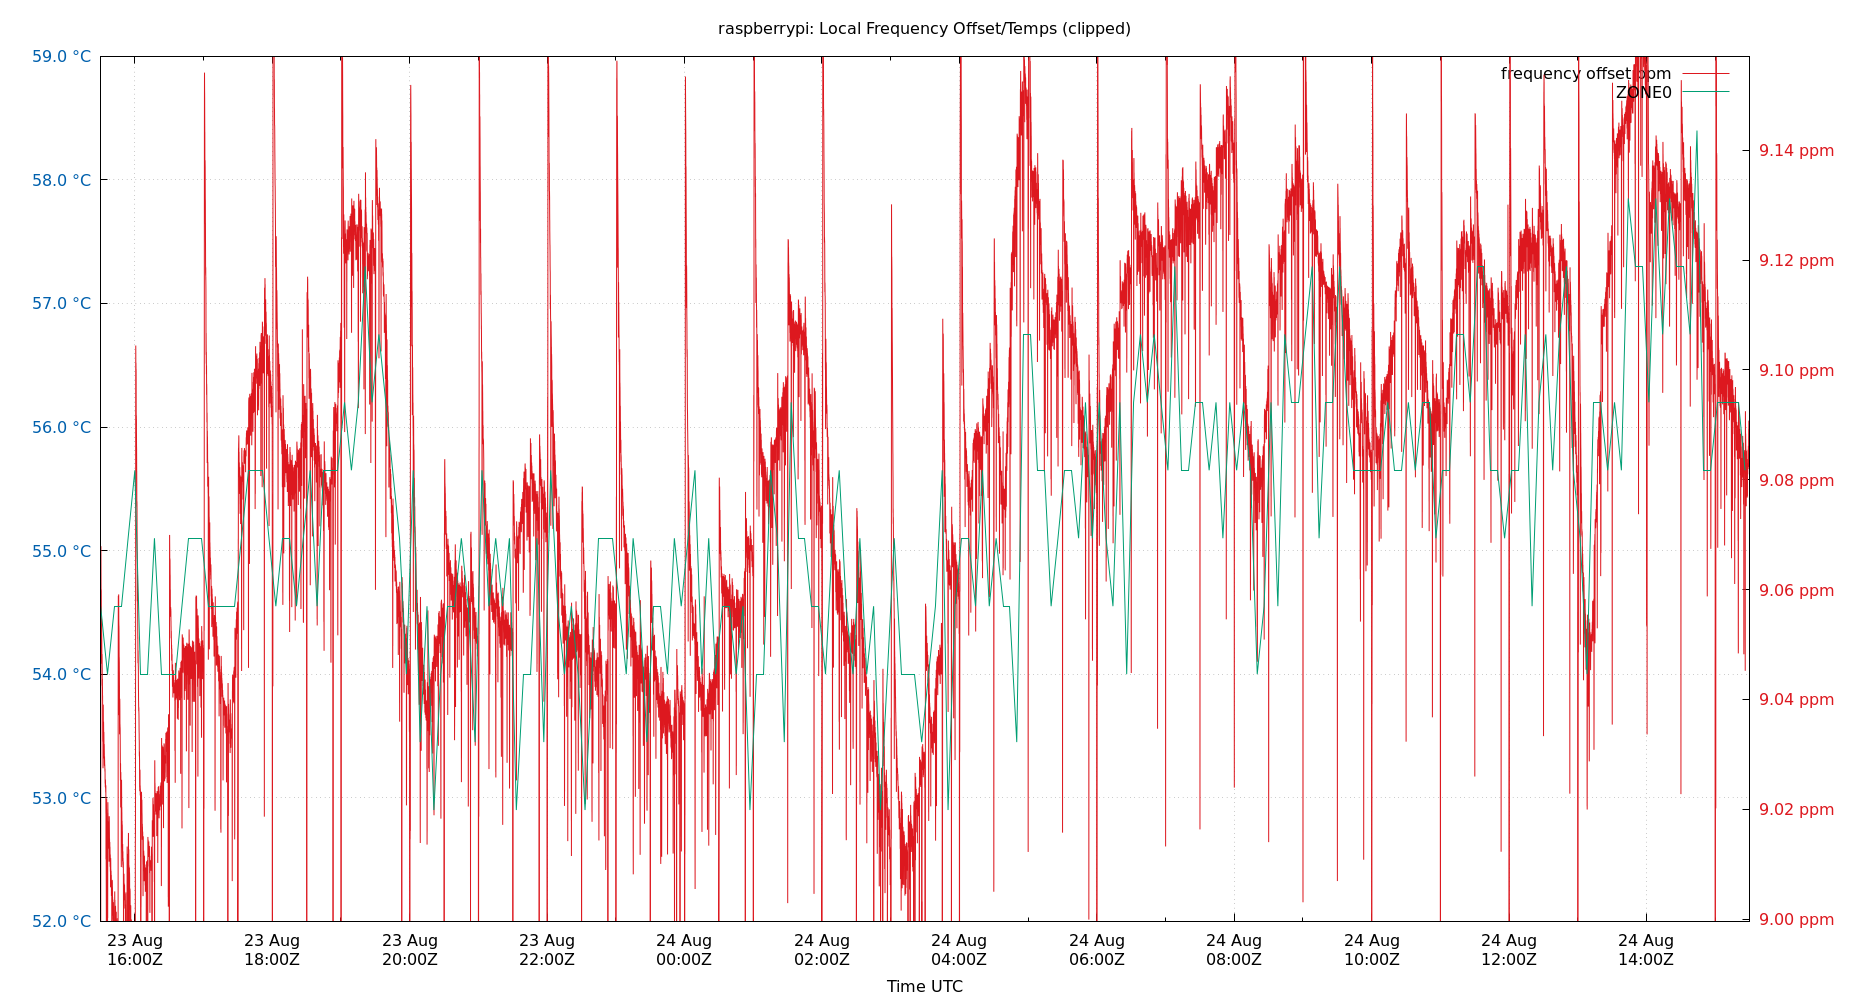 raspberrypi: Local Frequency Offset/Temps (clipped)
59.0 °C
58.0 °C
57.0 °C
56.0 °C
55.0 °C
54.0 °C
53.0 °C
52.0 °C
frequency offset ppm
ZONE0
9.14 ppm
9.12 ppm
9.10 ppm
9.08 ppm
9.06 ppm
9.04 ppm
9.02 ppm
9.00 ppm
23 Aug
16:00Z
23 Aug
18:00Z
23 Aug
20:00Z
23 Aug
22:00Z
24 Aug
00:00Z
24 Aug
02:00Z
24 Aug
04:00Z
24 Aug
06:00Z
24 Aug
08:00Z
24 Aug
10:00Z
24 Aug
12:00Z
24 Aug
14:00Z
Time UTC